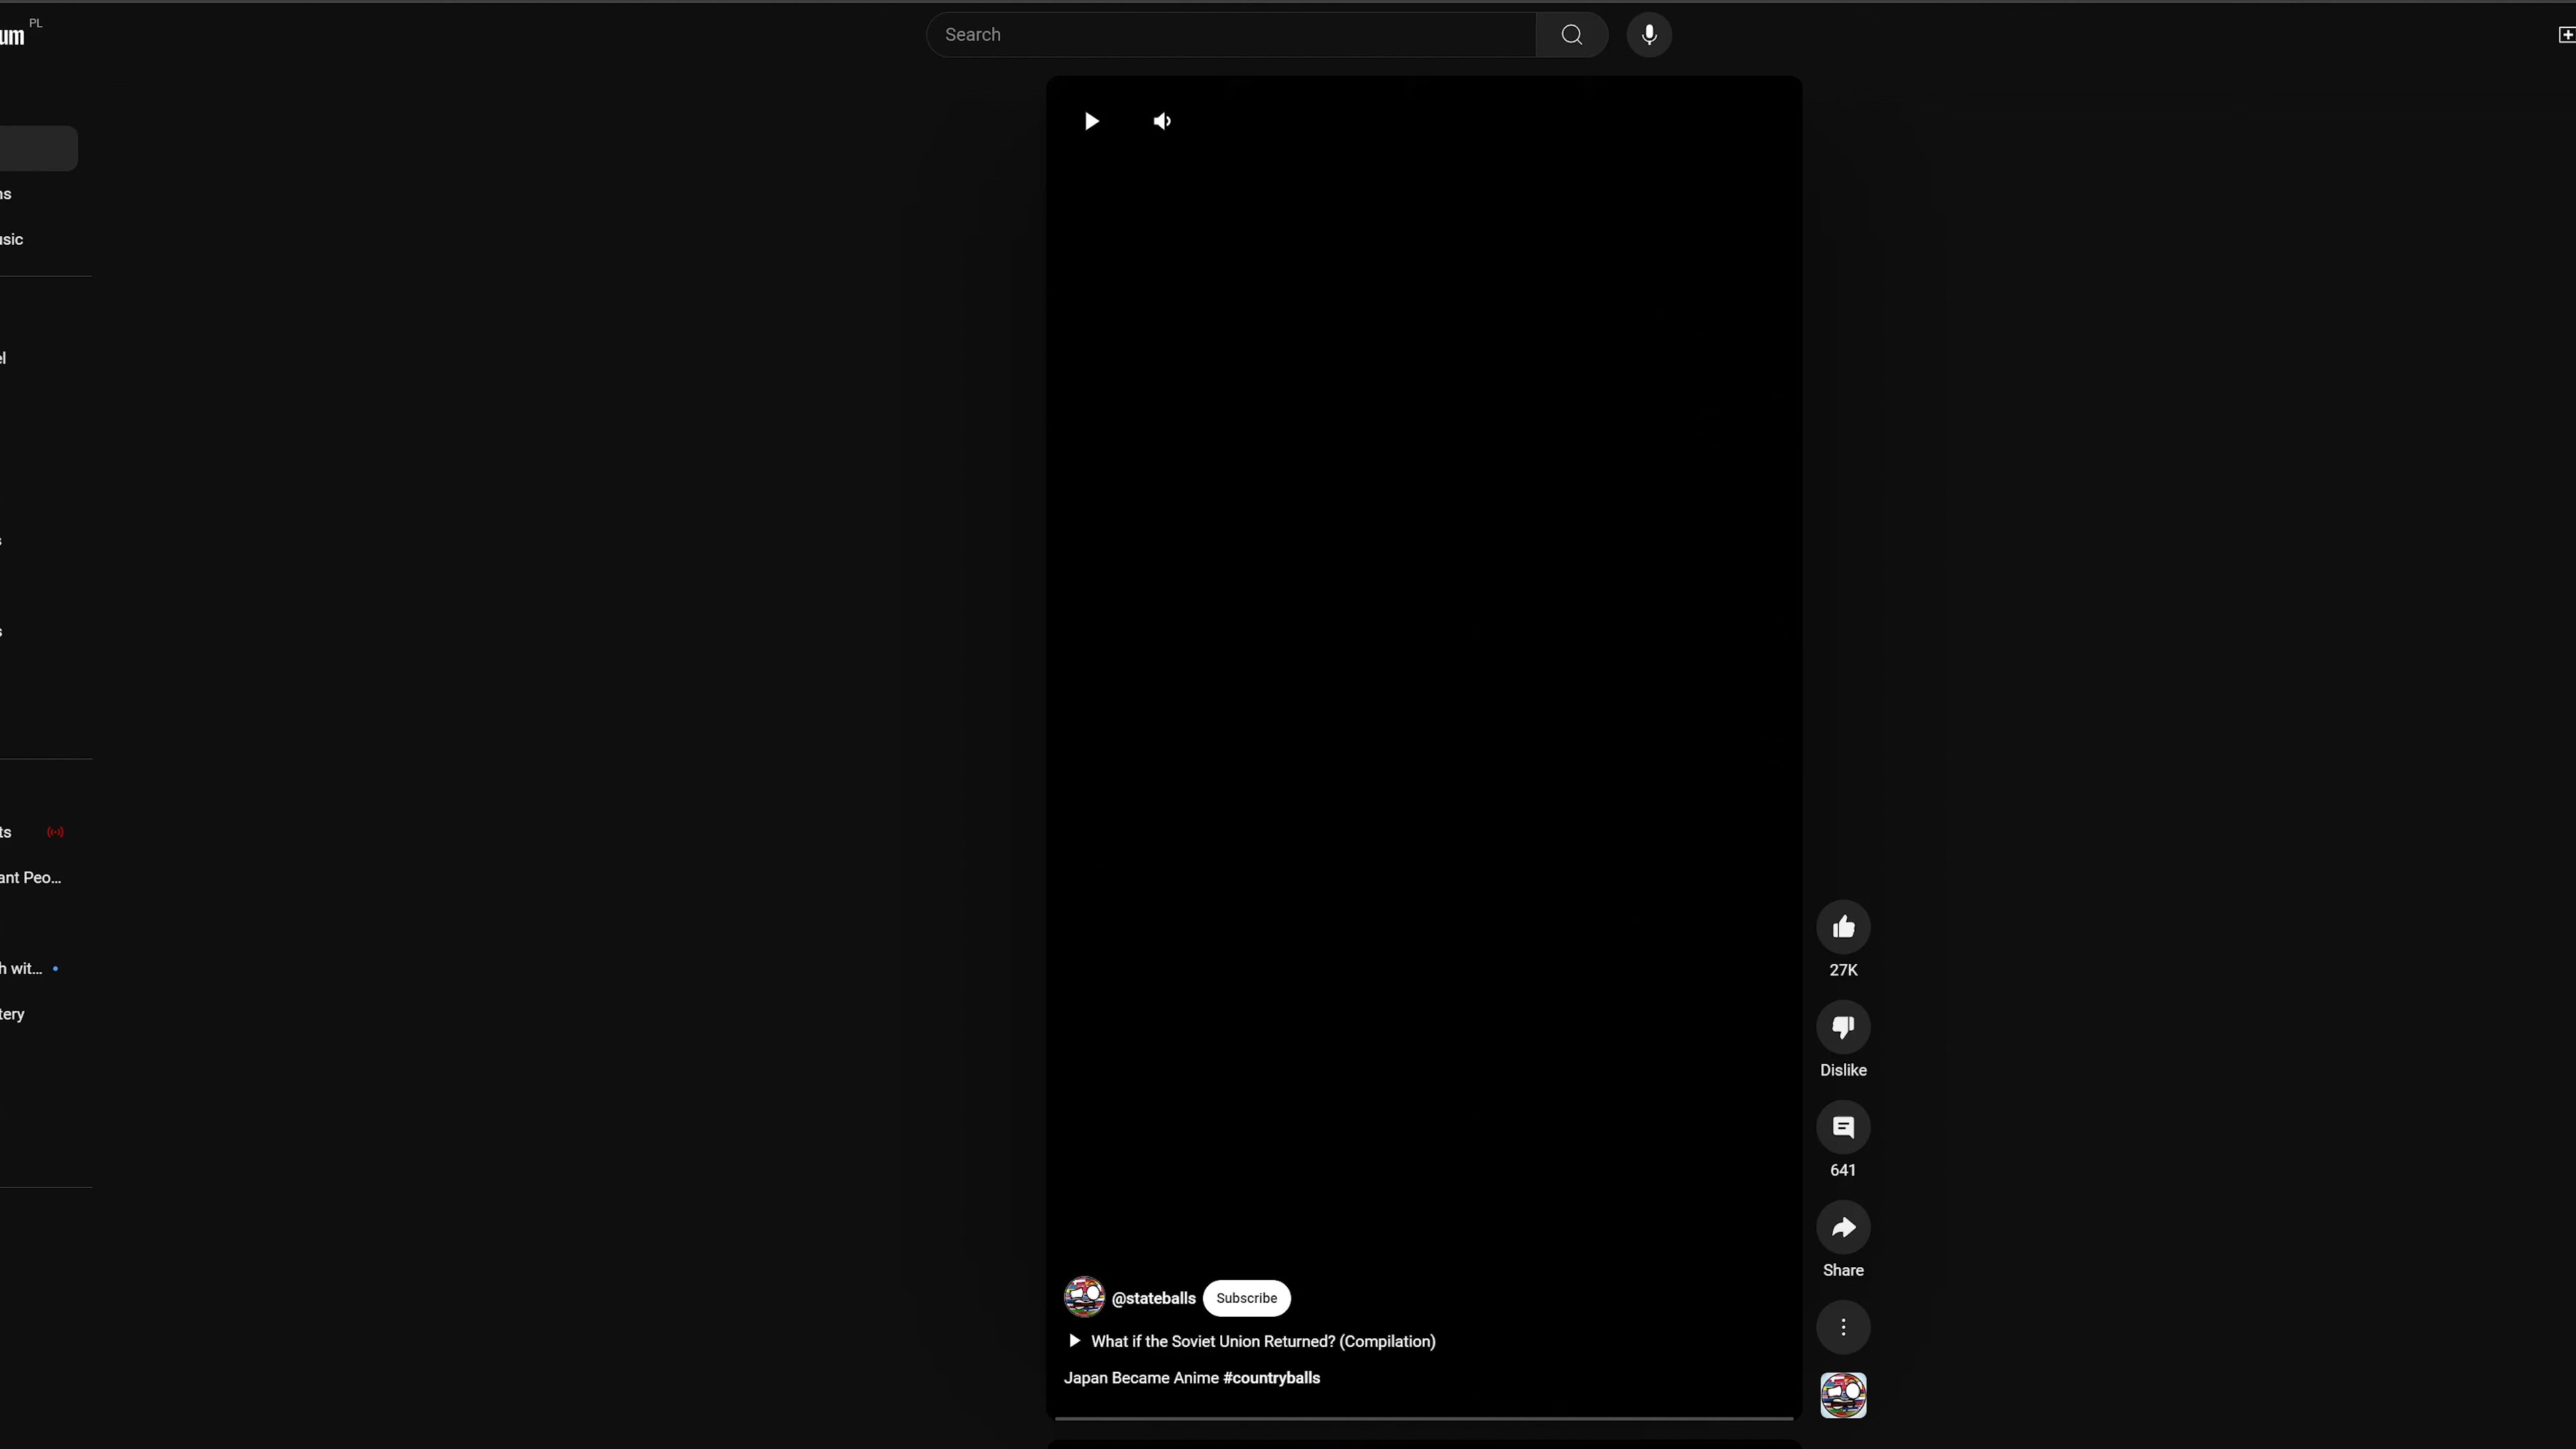 um PL
Search
ns
usic
el
s
s
ts
ant Peo...
h wit...
tery
27K
Dislike
641
Share
@stateballs Subscribe
What if the Soviet Union Returned? (Compilation)
Japan Became Anime #countryballs